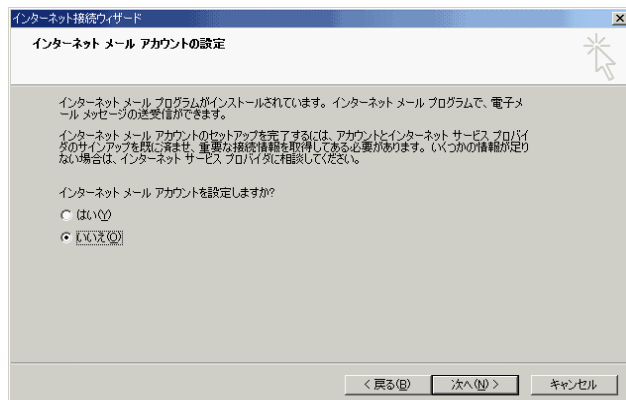 インターネット接続ウィザード
インターネット メール アカウントの設定
インターネット メール プログラムがインストールされています。インターネット メール プログラムで、電子メ
ール メッセージの送受信ができます。
インターネット メール アカウントのセットアップを完了するには、アカウントとインターネット サービス プロバイ
ダのサインアップを既に済ませ、重要な接続情報を取得してある必要があります。いくつかの情報が足り
ない場合は、インターネット サービス プロバイダに相談してください。
インターネット メール アカウントを設定しますか?
はい(Y)
いいえ(O)
< 戻る(B) 次へ(N) > キャンセル